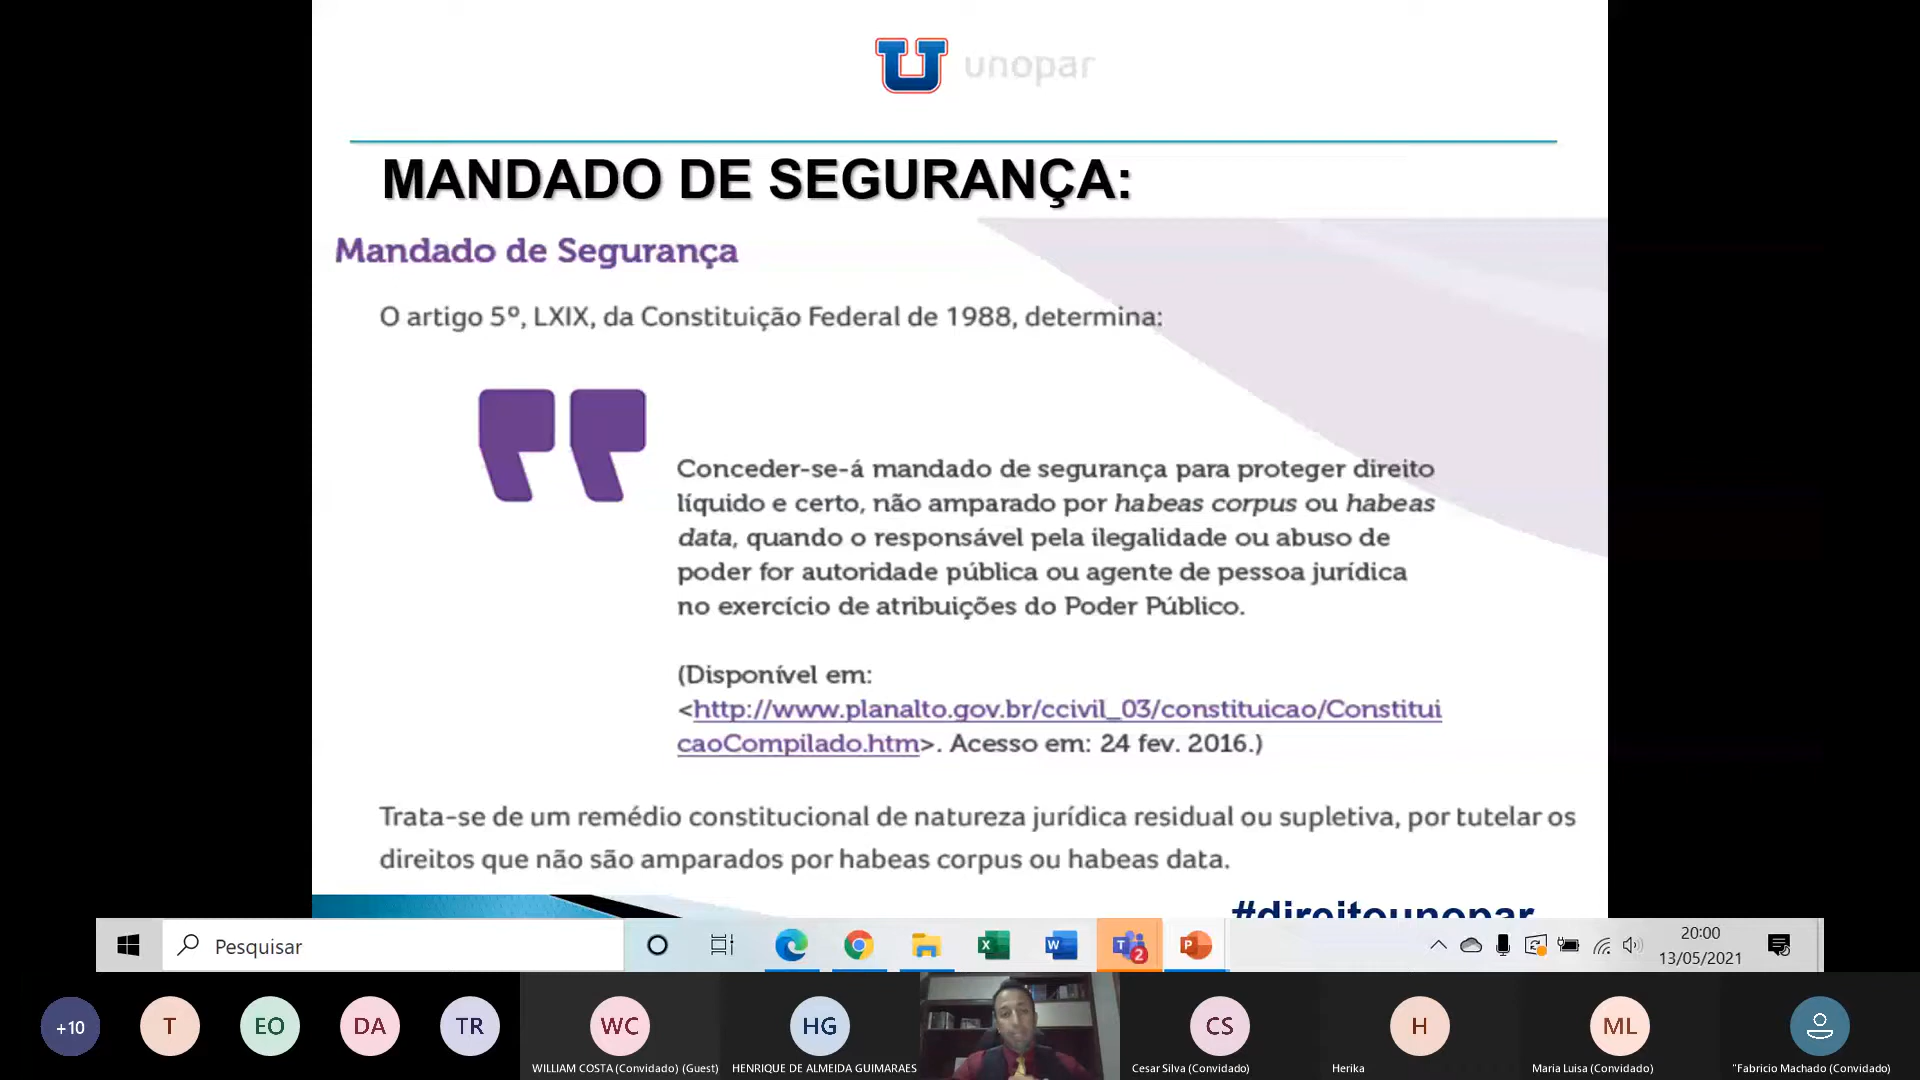 unopar
MANDADO DE SEGURANÇA:
Mandado de Segurança
O artigo 5º, LXIX, da Constituição Federal de 1988, determina:
Conceder-se-á mandado de segurança para proteger direito
líquido e certo, não amparado por habeas corpus ou habeas
data, quando o responsável pela ilegalidade ou abuso de
poder for autoridade pública ou agente de pessoa jurídica
no exercício de atribuições do Poder Público.
(Disponível em:
<http://www.planalto.gov.br/ccivil_03/constituicao/Constitui
caoCompilado.htm>. Acesso em: 24 fev. 2016.)
Trata-se de um remédio constitucional de natureza jurídica residual ou supletiva, por tutelar os
direitos que não são amparados por habeas corpus ou habeas data.
#direitounopar
Pesquisar
20:00
13/05/2021
2
+10
T
EO
DA
TR
WC
HG
CS
H
ML
WILLIAM COSTA (Convidado) (Guest)
HENRIQUE DE ALMEIDA GUIMARAES
Cesar Silva (Convidado)
Herika
Maria Luisa (Convidado)
"Fabricio Machado (Convidado)